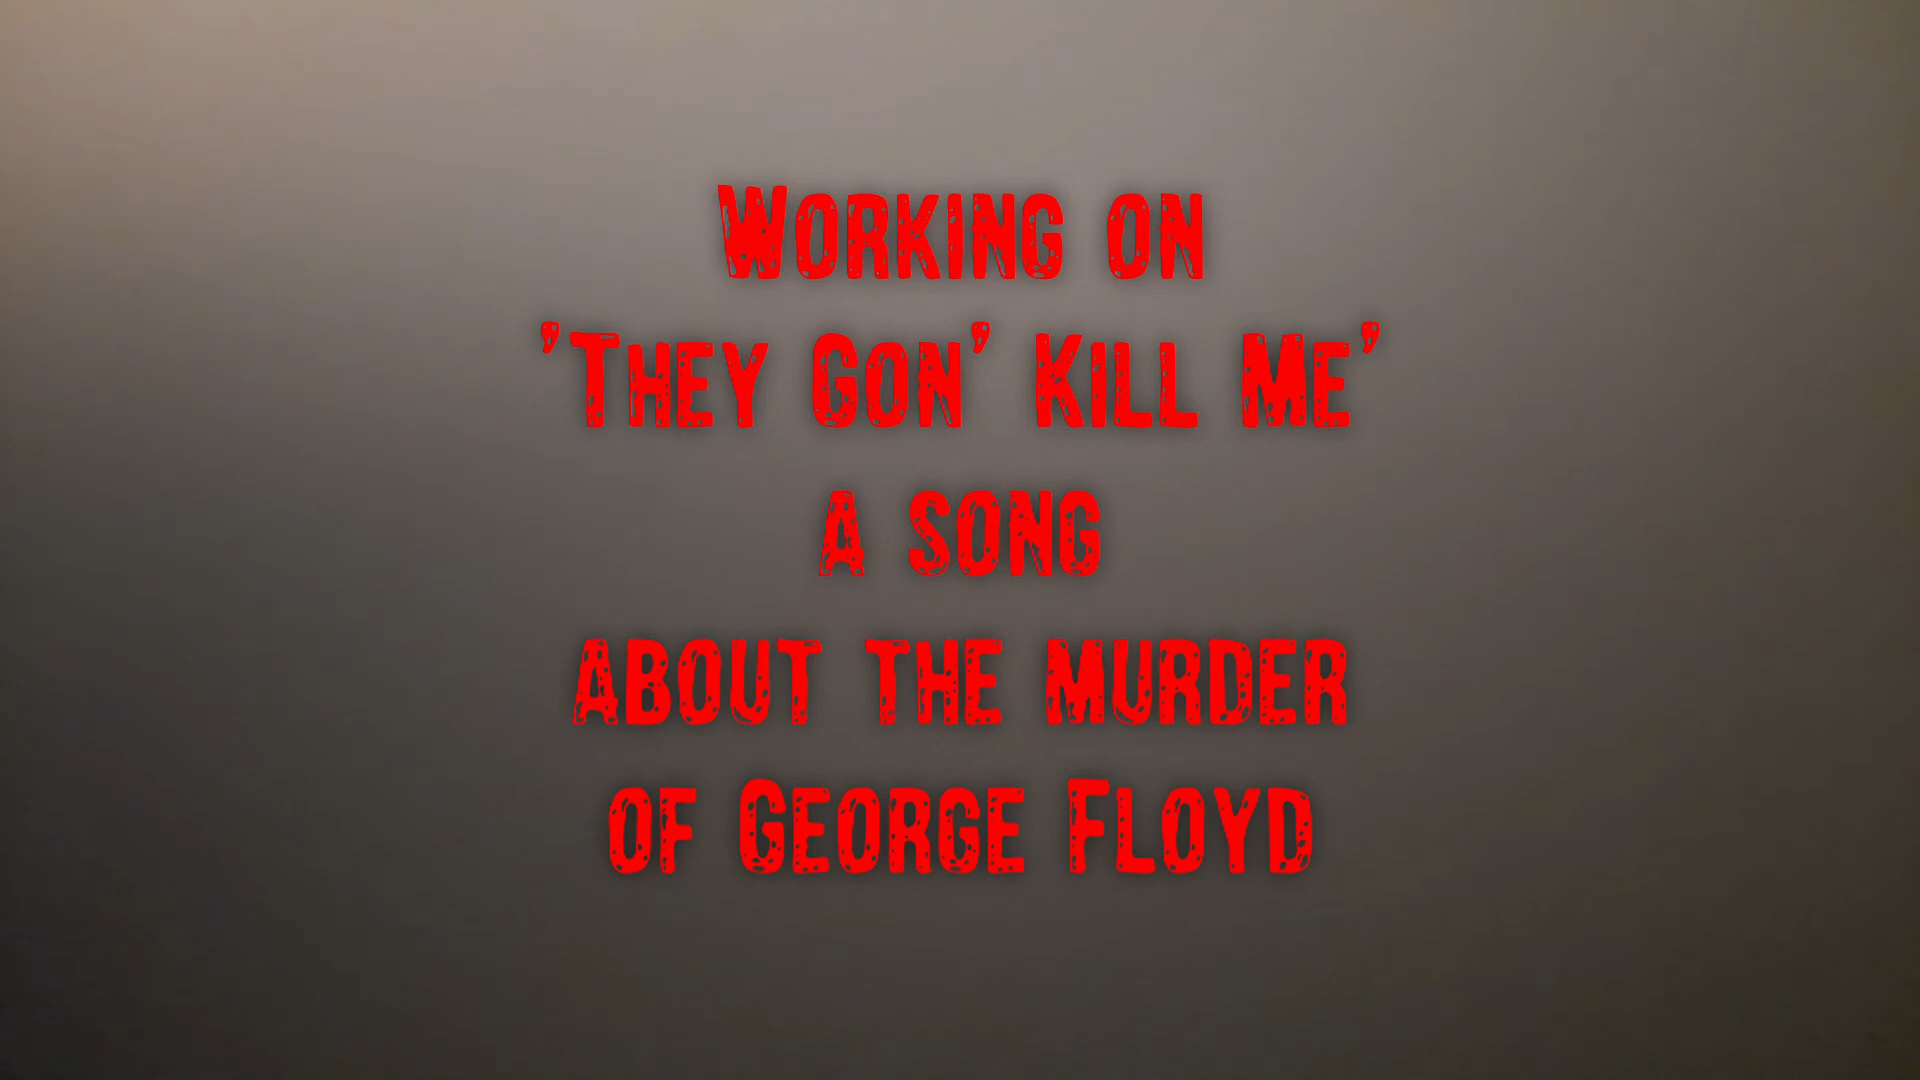 Working on
'They Gon' Kill Me'
a song
about the murder
of George Floyd